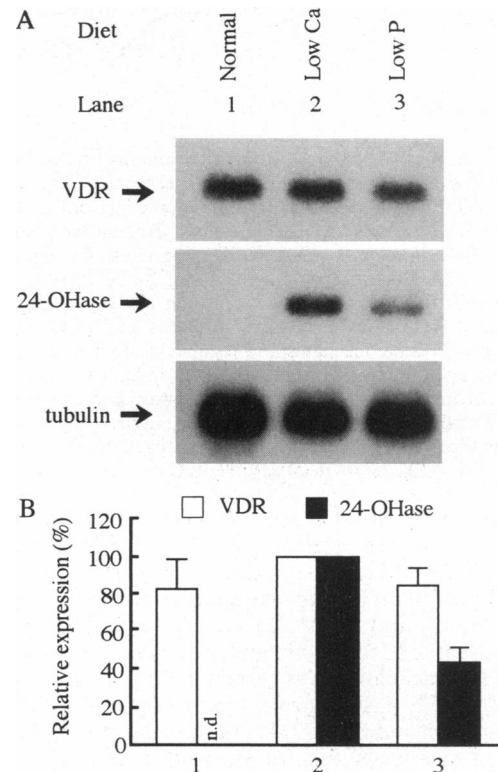 A
Diet
Normal
Low Ca
Low P
Lane
1 2 3
VDR
24-OHase
tubulin
B
VDR
24-OHase
Relative expression (%)
120
100
80
60
40
20
0
n.d.
1 2 3